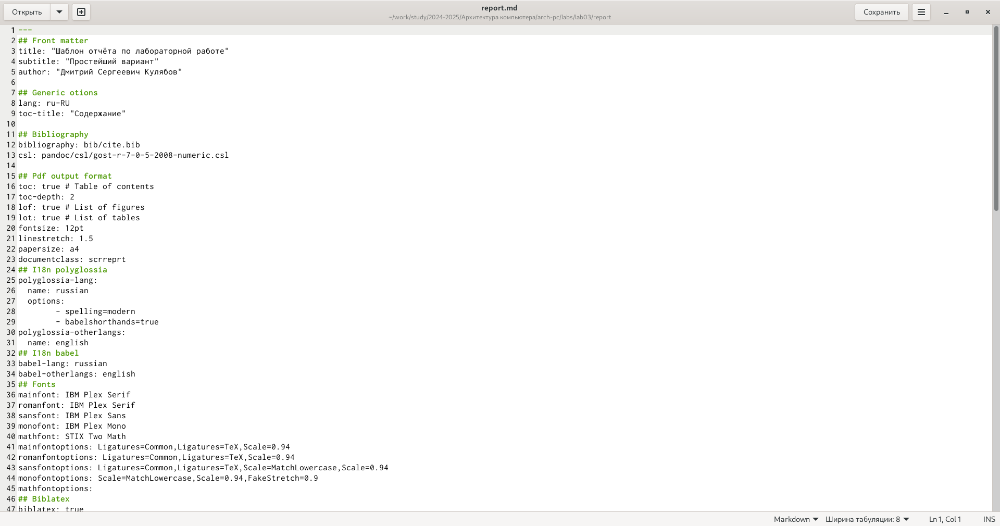 Открыть
report.md
~/work/study/2024-2025/Архитектура компьютера/arch-pc/labs/lab03/report
Сохранить
1 ---
2 ## Front matter
3 title: "Шаблон отчёта по лабораторной работе"
4 subtitle: "Простейший вариант"
5 author: "Дмитрий Сергеевич Кулябов"
6
7 ## Generic otions
8 lang: ru-RU
9 toc-title: "Содержание"
10
11 ## Bibliography
12 bibliography: bib/cite.bib
13 csl: pandoc/csl/gost-r-7-0-5-2008-numeric.csl
14
15 ## Pdf output format
16 toc: true # Table of contents
17 toc-depth: 2
18 lof: true # List of figures
19 lot: true # List of tables
20 fontsize: 12pt
21 linestretch: 1.5
22 papersize: a4
23 documentclass: scrreprt
24 ## I18n polyglossia
25 polyglossia-lang:
26   name: russian
27   options:
28         - spelling=modern
29         - babelshorthands=true
30 polyglossia-otherlangs:
31   name: english
32 ## I18n babel
33 babel-lang: russian
34 babel-otherlangs: english
35 ## Fonts
36 mainfont: IBM Plex Serif
37 romanfont: IBM Plex Serif
38 sansfont: IBM Plex Sans
39 monofont: IBM Plex Mono
40 mathfont: STIX Two Math
41 mainfontoptions: Ligatures=Common,Ligatures=TeX,Scale=0.94
42 romanfontoptions: Ligatures=Common,Ligatures=TeX,Scale=0.94
43 sansfontoptions: Ligatures=Common,Ligatures=TeX,Scale=MatchLowercase,Scale=0.94
44 monofontoptions: Scale=MatchLowercase,Scale=0.94,FakeStretch=0.9
45 mathfontoptions:
46 ## Biblatex
47 biblatex: true
Markdown Ширина табуляции: 8 Ln 1, Col 1 INS